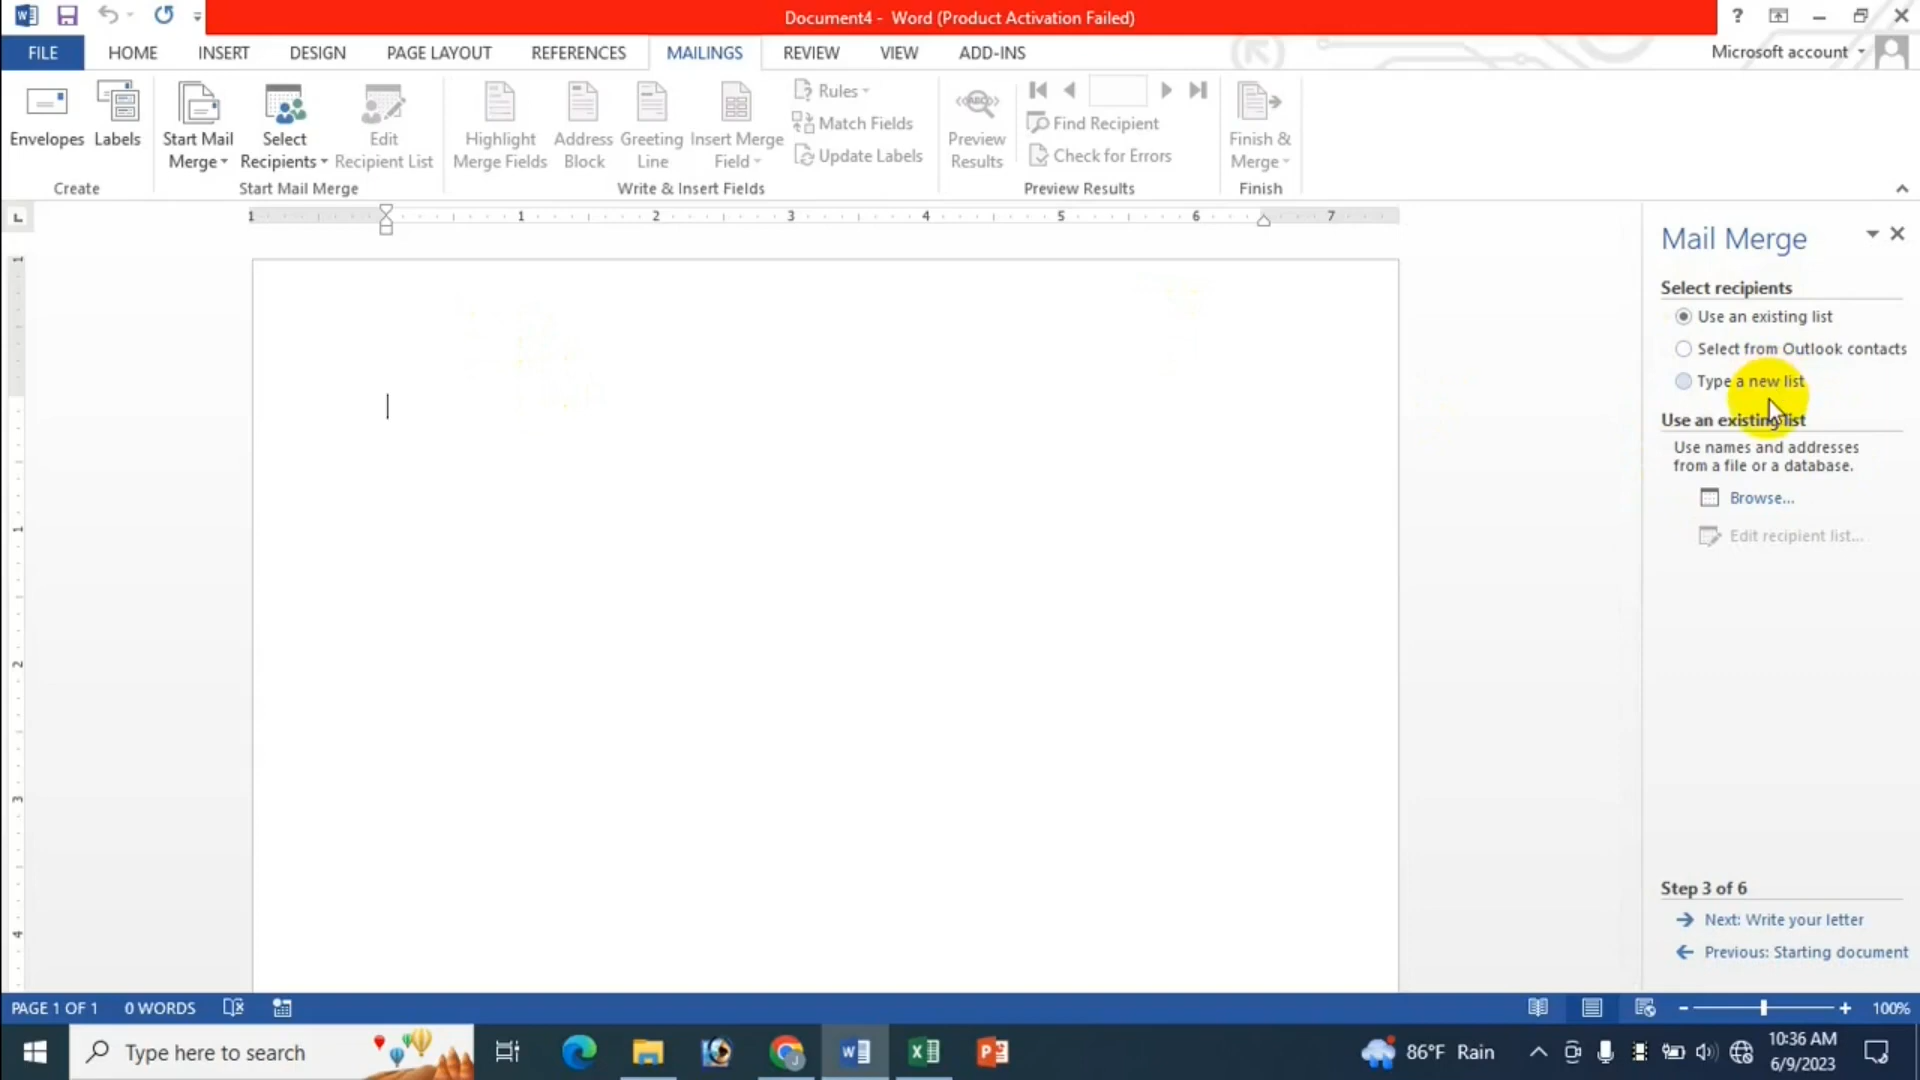 Document4 - Word (Product Activation Failed)
?
FILE HOME INSERT DESIGN PAGE LAYOUT REFERENCES MAILINGS REVIEW VIEW ADD-INS
Microsoft account
Envelopes
Labels
Create
Start Mail
Merge
Select
Recipients
Edit
Recipient List
Start Mail Merge
Highlight
Merge Fields
Address
Block
Greeting
Line
Insert Merge
Field
Rules
Match Fields
Update Labels
Write & Insert Fields
ABC
Preview
Results
Find Recipient
Check for Errors
Preview Results
Finish &
Merge
Finish
1 1 2 3 4 5 6 7
1
1
2
3
4
Mail Merge
Select recipients
Use an existing list
Select from Outlook contacts
Type a new list
Use an existing list
Use names and addresses
from a file or a database.
Browse...
Edit recipient list...
Step 3 of 6
Next: Write your letter
Previous: Starting document
PAGE 1 OF 1 0 WORDS
100%
Type here to search
86°F Rain
10:36 AM
6/9/2023